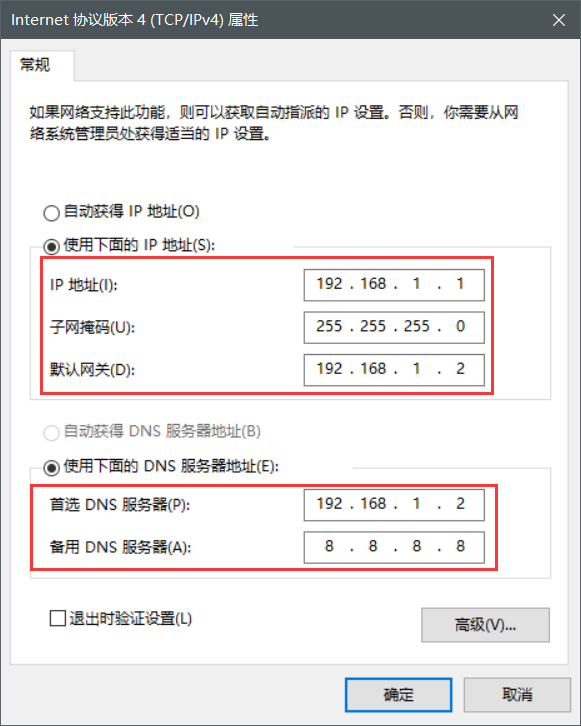 Internet 协议版本 4 (TCP/IPv4) 属性
常规
如果网络支持此功能，则可以获取自动指派的 IP 设置。否则，你需要从网
络系统管理员处获得适当的 IP 设置。
自动获得 IP 地址(O)
使用下面的 IP 地址(S):
IP 地址(I): 192 . 168 . 1 . 1
子网掩码(U): 255 . 255 . 255 . 0
默认网关(D): 192 . 168 . 1 . 2
自动获得 DNS 服务器地址(B)
使用下面的 DNS 服务器地址(E):
首选 DNS 服务器(P): 192 . 168 . 1 . 2
备用 DNS 服务器(A): 8 . 8 . 8 . 8
退出时验证设置(L)
高级(V)...
确定 取消